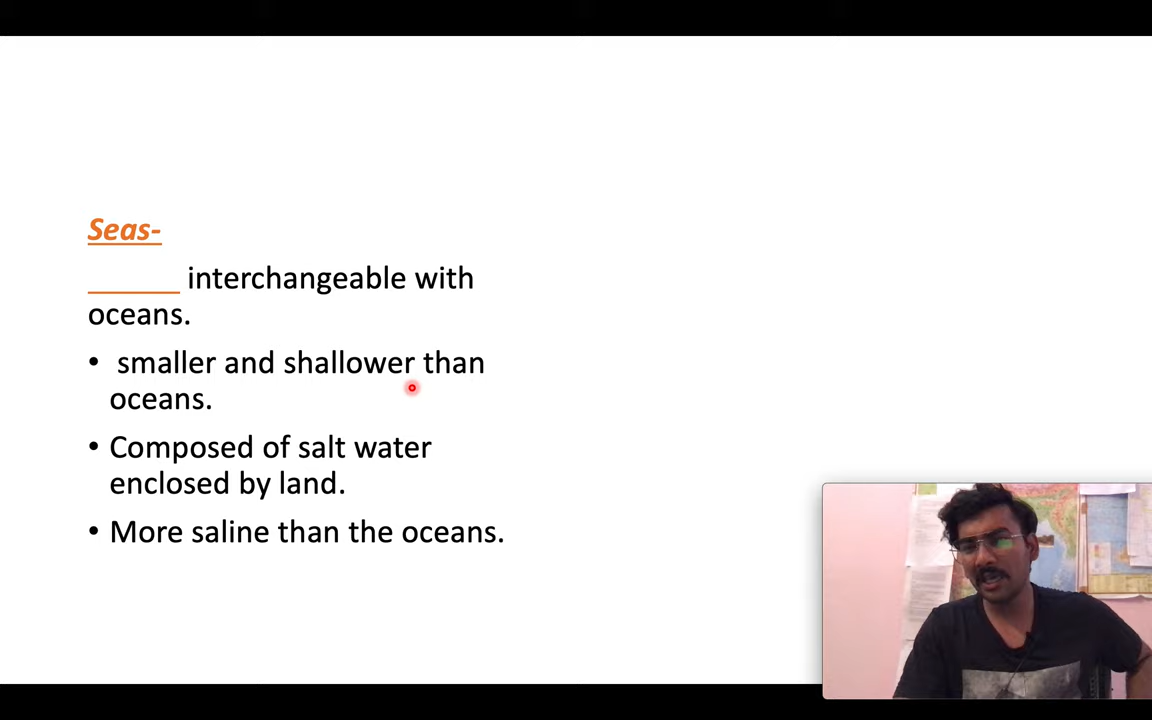 Seas-
______ interchangeable with
oceans.
• smaller and shallower than
oceans.
• Composed of salt water
enclosed by land.
• More saline than the oceans.